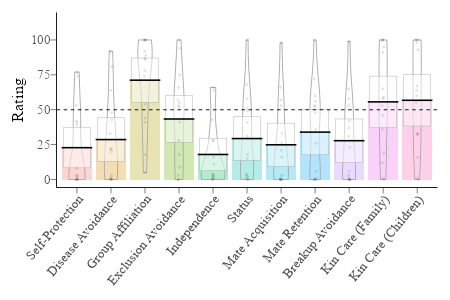 Rating
100
75
50
25
0
Self-Protection
Disease Avoidance
Group Affiliation
Exclusion Avoidance
Independence
Status
Mate Acquisition
Mate Retention
Breakup Avoidance
Kin Care (Family)
Kin Care (Children)